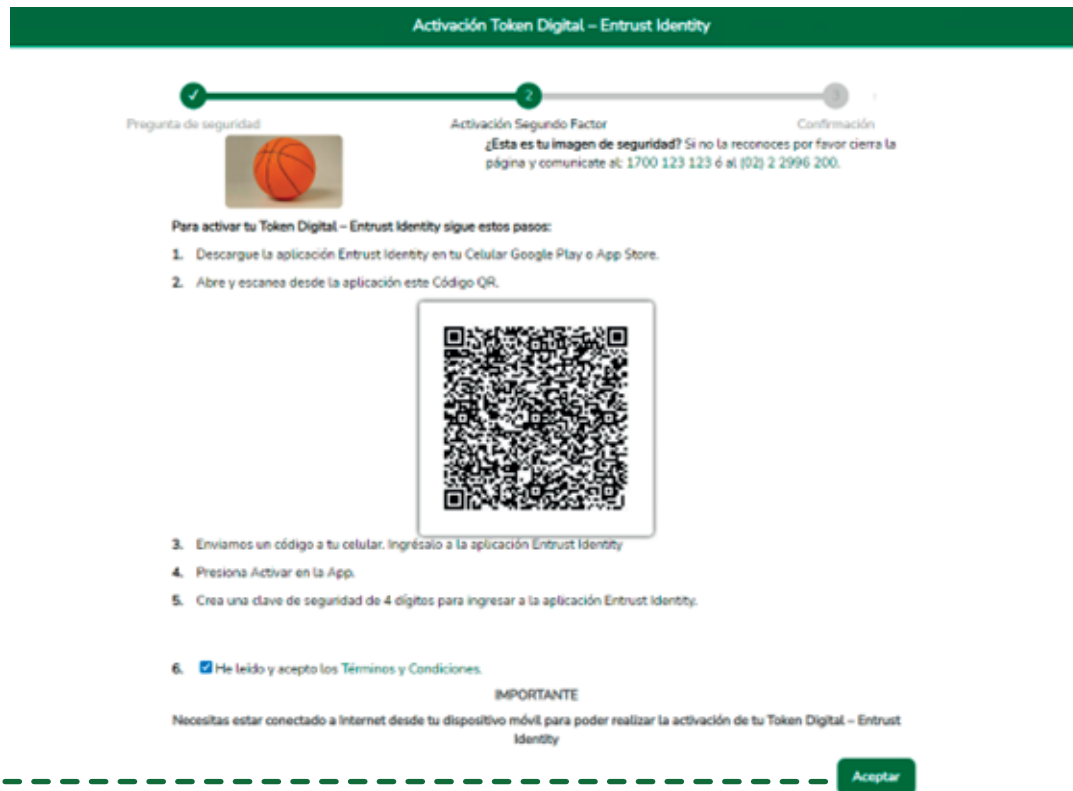 Activación Token Digital – Entrust Identity
2
3
Pregunta de seguridad
Activación Segundo Factor
Confirmación
¿Esta es tu imagen de seguridad? Si no la reconoces por favor cierra la
página y comunicate al: 1700 123 123 ó al (02) 2 2996 200.
Para activar tu Token Digital – Entrust Identity sigue estos pasos:
1. Descargue la aplicación Entrust Identity en tu Celular Google Play o App Store.
2. Abre y escanea desde la aplicación este Código QR.
3. Enviamos un código a tu celular. Ingrésalo a la aplicación Entrust Identity
4. Presiona Activar en la App.
5. Crea una clave de seguridad de 4 dígitos para ingresar a la aplicación Entrust Identity.
6. He leído y acepto los Términos y Condiciones.
IMPORTANTE
Necesitas estar conectado a Internet desde tu dispositivo móvil para poder realizar la activación de tu Token Digital – Entrust
Identity
Aceptar